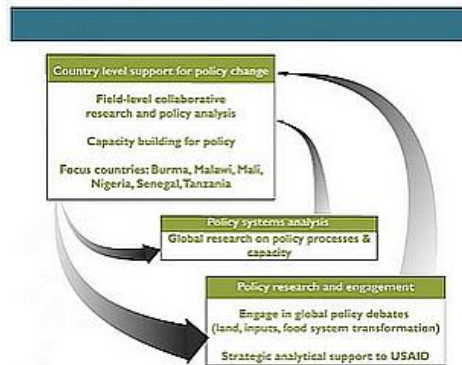 Country level support for policy change
Field-level collaborative
research and policy analysis
Capacity building for policy
Focus countries: Burma, Malawi, Mali,
Nigeria, Senegal, Tanzania
Policy systems analysis
Global research on policy processes &
capacity
Policy research and engagement
Engage in global policy debates
(land, inputs, food system transformation)
Strategic analytical support to USAID